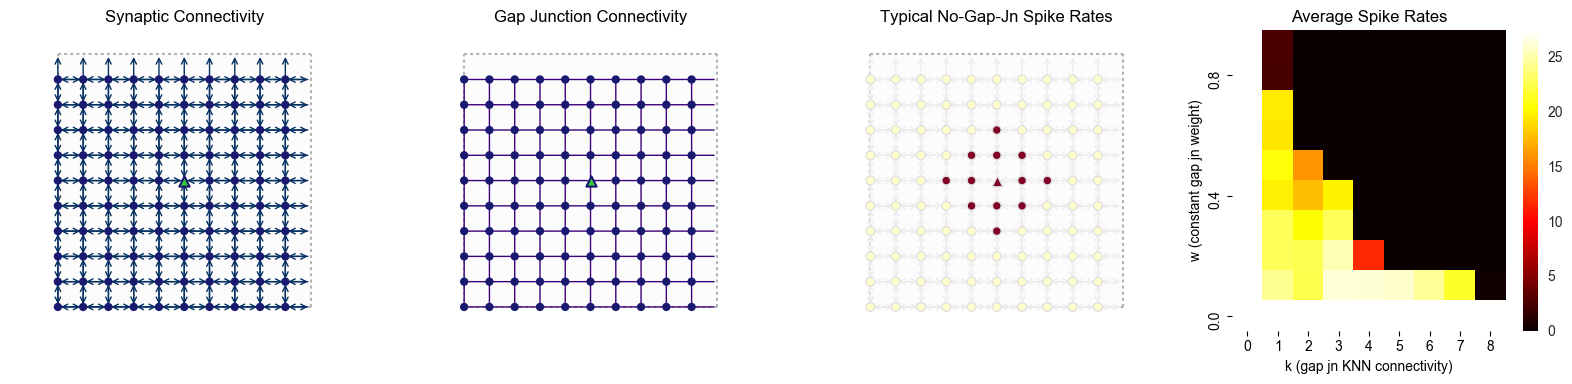 Synaptic Connectivity
Gap Junction Connectivity
Typical No-Gap-Jn Spike Rates
Average Spike Rates
w (constant gap jn weight)
0.8
0.4
0.0
0 1 2 3 4 5 6 7 8
k (gap jn KNN connectivity)
25
20
15
10
5
0